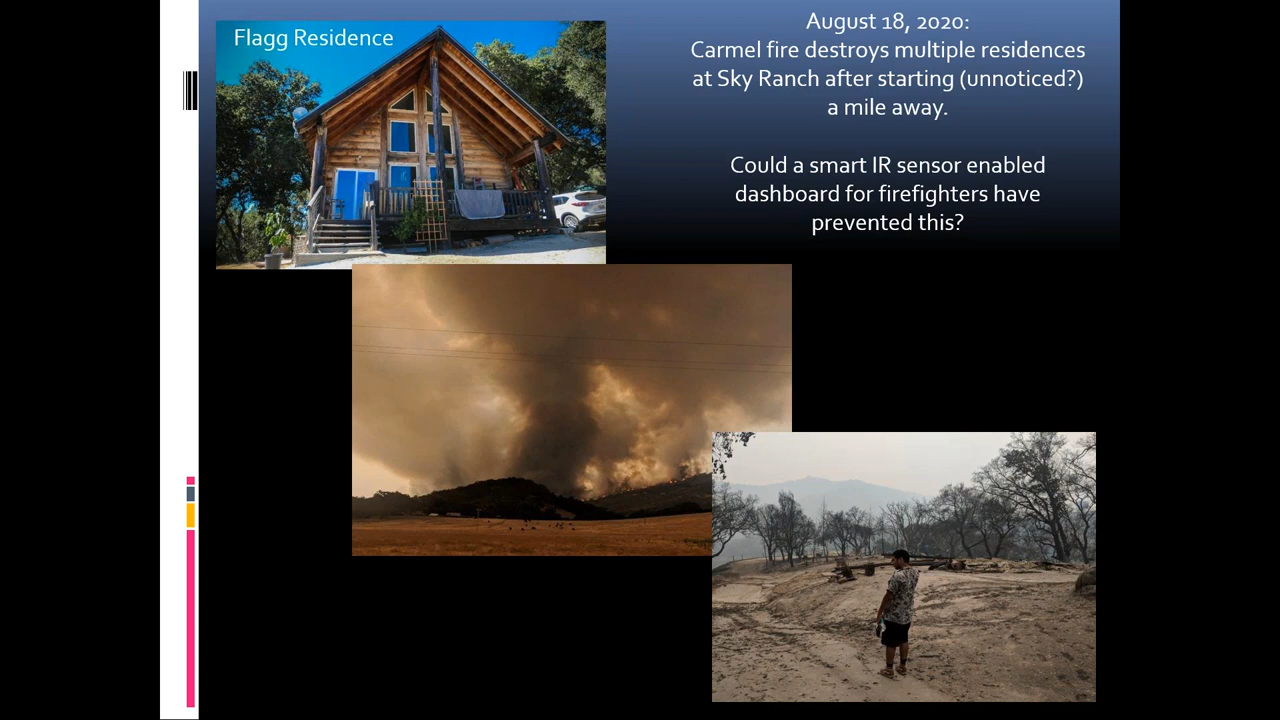 Flagg Residence
August 18, 2020:
Carmel fire destroys multiple residences
at Sky Ranch after starting (unnoticed?)
a mile away.
Could a smart IR sensor enabled
dashboard for firefighters have
prevented this?